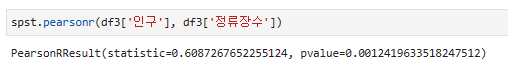 spst.pearsonr(df3['인구'], df3['정류장수'])
PearsonRResult(statistic=0.6087267652255124, pvalue=0.0012419633518247512)